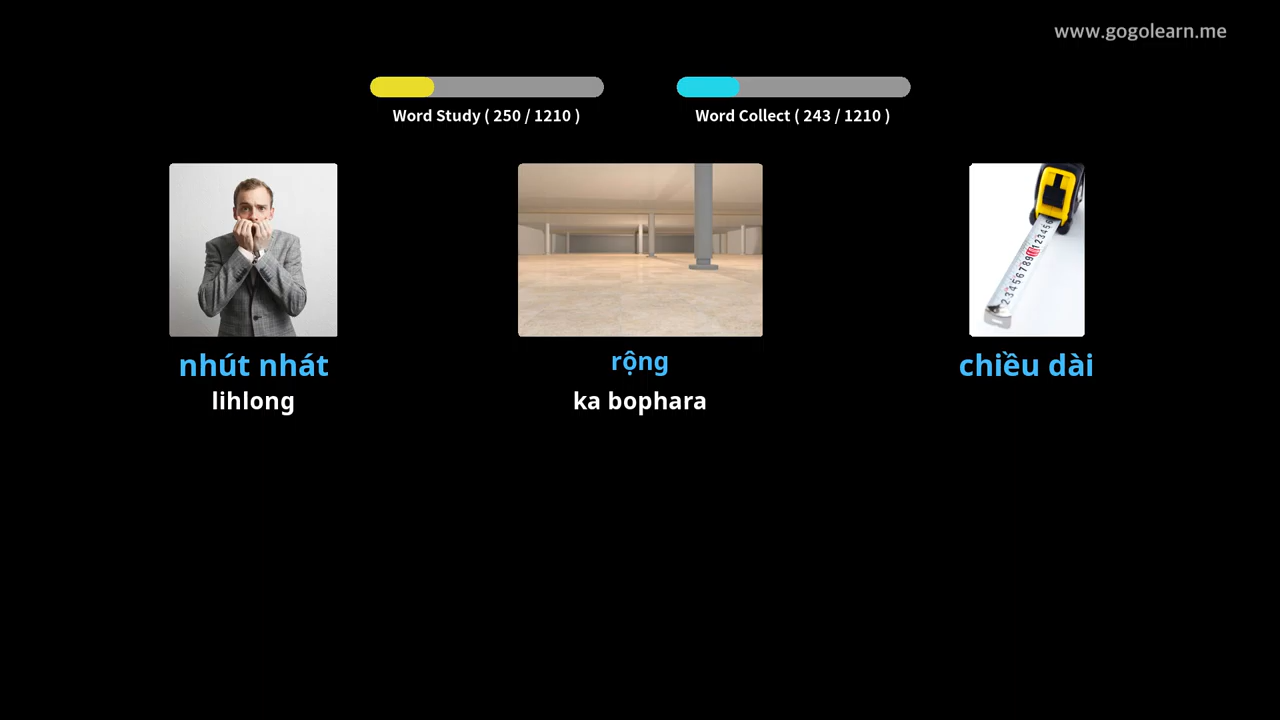 www.gogolearn.me
Word Study ( 250 / 1210 )
Word Collect ( 243 / 1210 )
nhút nhát
lihlong
rộng
ka bophara
chiều dài